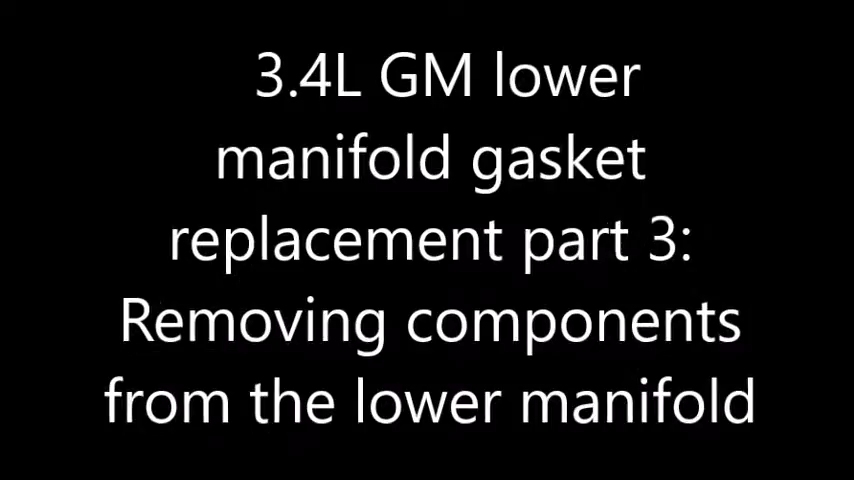 3.4L GM lower
manifold gasket
replacement part 3:
Removing components
from the lower manifold